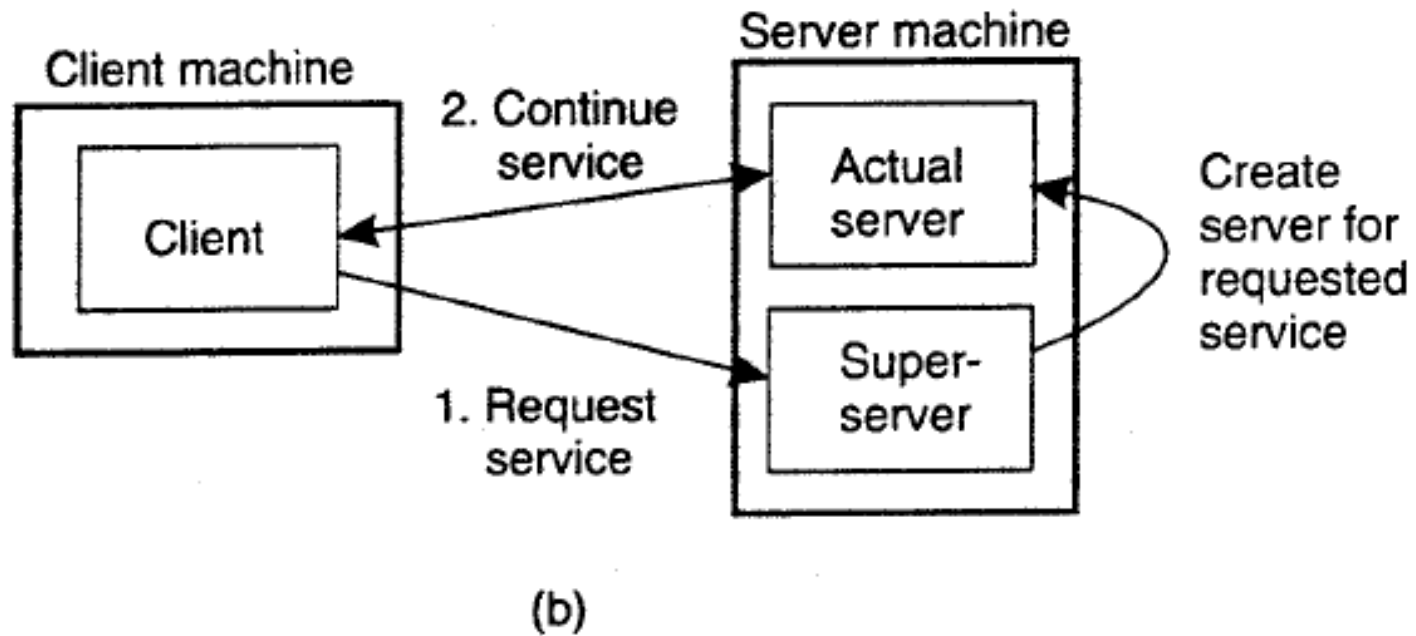 Client machine
Server machine
2. Continue
service
Client
Actual
server
Create
server for
requested
service
Super-
server
1. Request
service
(b)